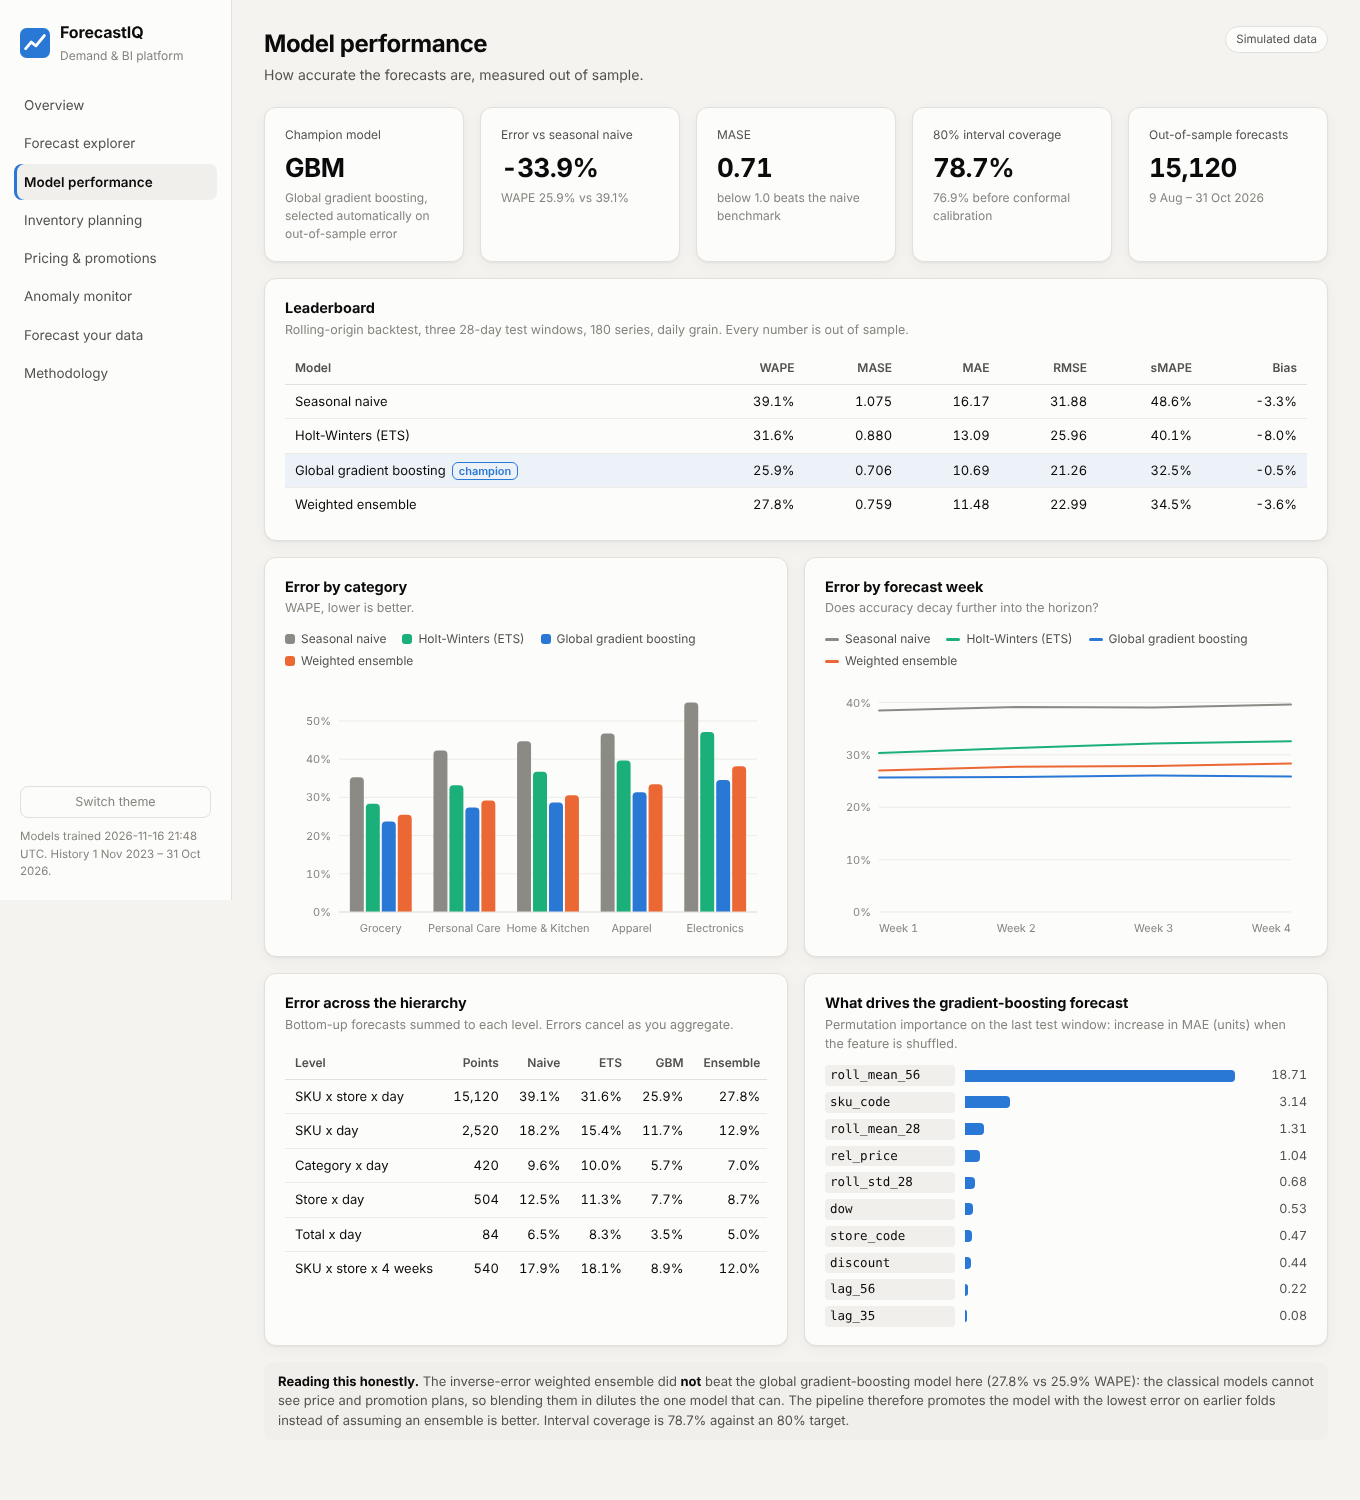 ForecastIQ
Demand & BI platform
Overview
Forecast explorer
Model performance
Inventory planning
Pricing & promotions
Anomaly monitor
Forecast your data
Methodology
Switch theme
Models trained 2026-11-16 21:48
UTC. History 1 Nov 2023 – 31 Oct
2026.
Model performance
Simulated data
How accurate the forecasts are, measured out of sample.
Champion model
GBM
Global gradient boosting,
selected automatically on
out-of-sample error
Error vs seasonal naive
-33.9%
WAPE 25.9% vs 39.1%
MASE
0.71
below 1.0 beats the naive
benchmark
80% interval coverage
78.7%
76.9% before conformal
calibration
Out-of-sample forecasts
15,120
9 Aug – 31 Oct 2026
Leaderboard
Rolling-origin backtest, three 28-day test windows, 180 series, daily grain. Every number is out of sample.
Model WAPE MASE MAE RMSE sMAPE Bias
Seasonal naive 39.1% 1.075 16.17 31.88 48.6% -3.3%
Holt-Winters (ETS) 31.6% 0.880 13.09 25.96 40.1% -8.0%
Global gradient boosting champion 25.9% 0.706 10.69 21.26 32.5% -0.5%
Weighted ensemble 27.8% 0.759 11.48 22.99 34.5% -3.6%
Error by category
WAPE, lower is better.
Seasonal naive Holt-Winters (ETS) Global gradient boosting
Weighted ensemble
50%
40%
30%
20%
10%
0%
Grocery Personal Care Home & Kitchen Apparel Electronics
Error by forecast week
Does accuracy decay further into the horizon?
Seasonal naive Holt-Winters (ETS) Global gradient boosting
Weighted ensemble
40%
30%
20%
10%
0%
Week 1 Week 2 Week 3 Week 4
Error across the hierarchy
Bottom-up forecasts summed to each level. Errors cancel as you aggregate.
Level Points Naive ETS GBM Ensemble
SKU x store x day 15,120 39.1% 31.6% 25.9% 27.8%
SKU x day 2,520 18.2% 15.4% 11.7% 12.9%
Category x day 420 9.6% 10.0% 5.7% 7.0%
Store x day 504 12.5% 11.3% 7.7% 8.7%
Total x day 84 6.5% 8.3% 3.5% 5.0%
SKU x store x 4 weeks 540 17.9% 18.1% 8.9% 12.0%
What drives the gradient-boosting forecast
Permutation importance on the last test window: increase in MAE (units) when
the feature is shuffled.
roll_mean_56 18.71
sku_code 3.14
roll_mean_28 1.31
rel_price 1.04
roll_std_28 0.68
dow 0.53
store_code 0.47
discount 0.44
lag_56 0.22
lag_35 0.08
Reading this honestly. The inverse-error weighted ensemble did not beat the global gradient-boosting model here (27.8% vs 25.9% WAPE): the classical models cannot
see price and promotion plans, so blending them in dilutes the one model that can. The pipeline therefore promotes the model with the lowest error on earlier folds
instead of assuming an ensemble is better. Interval coverage is 78.7% against an 80% target.